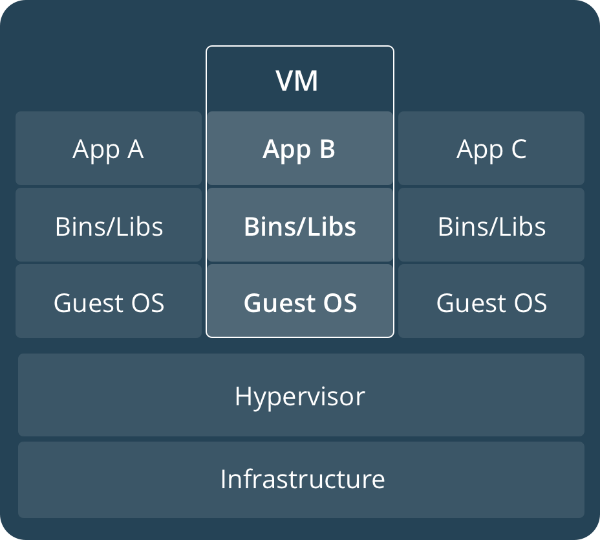 VM
App A App B App C
Bins/Libs Bins/Libs Bins/Libs
Guest OS Guest OS Guest OS
Hypervisor
Infrastructure